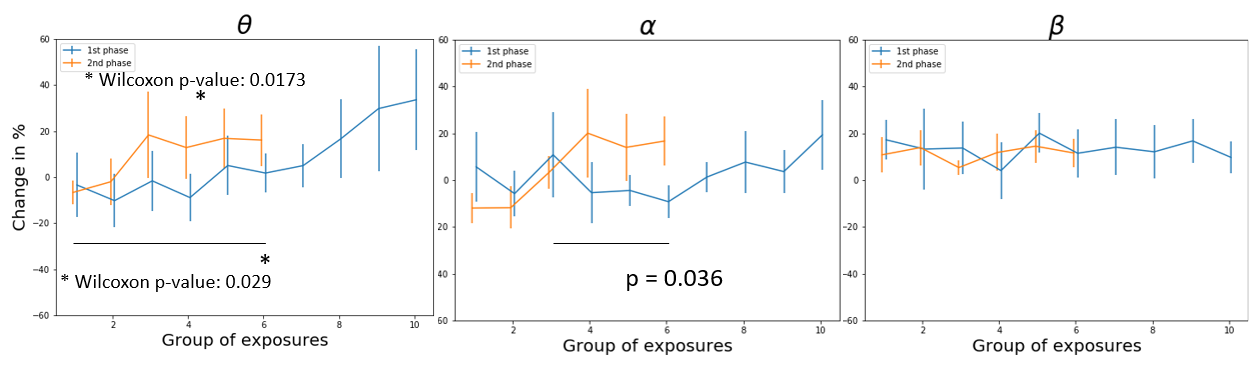 θ
1st phase
2nd phase
* Wilcoxon p-value: 0.0173
*
60
40
20
0
−20
−40
−60
Change in %
*
* Wilcoxon p-value: 0.029
2 4 6 8 10
Group of exposures
α
1st phase
2nd phase
60
40
20
0
20
40
60
p = 0.036
2 4 6 8 10
Group of exposures
β
1st phase
2nd phase
60
40
20
0
−20
−40
−60
2 4 6 8 10
Group of exposures